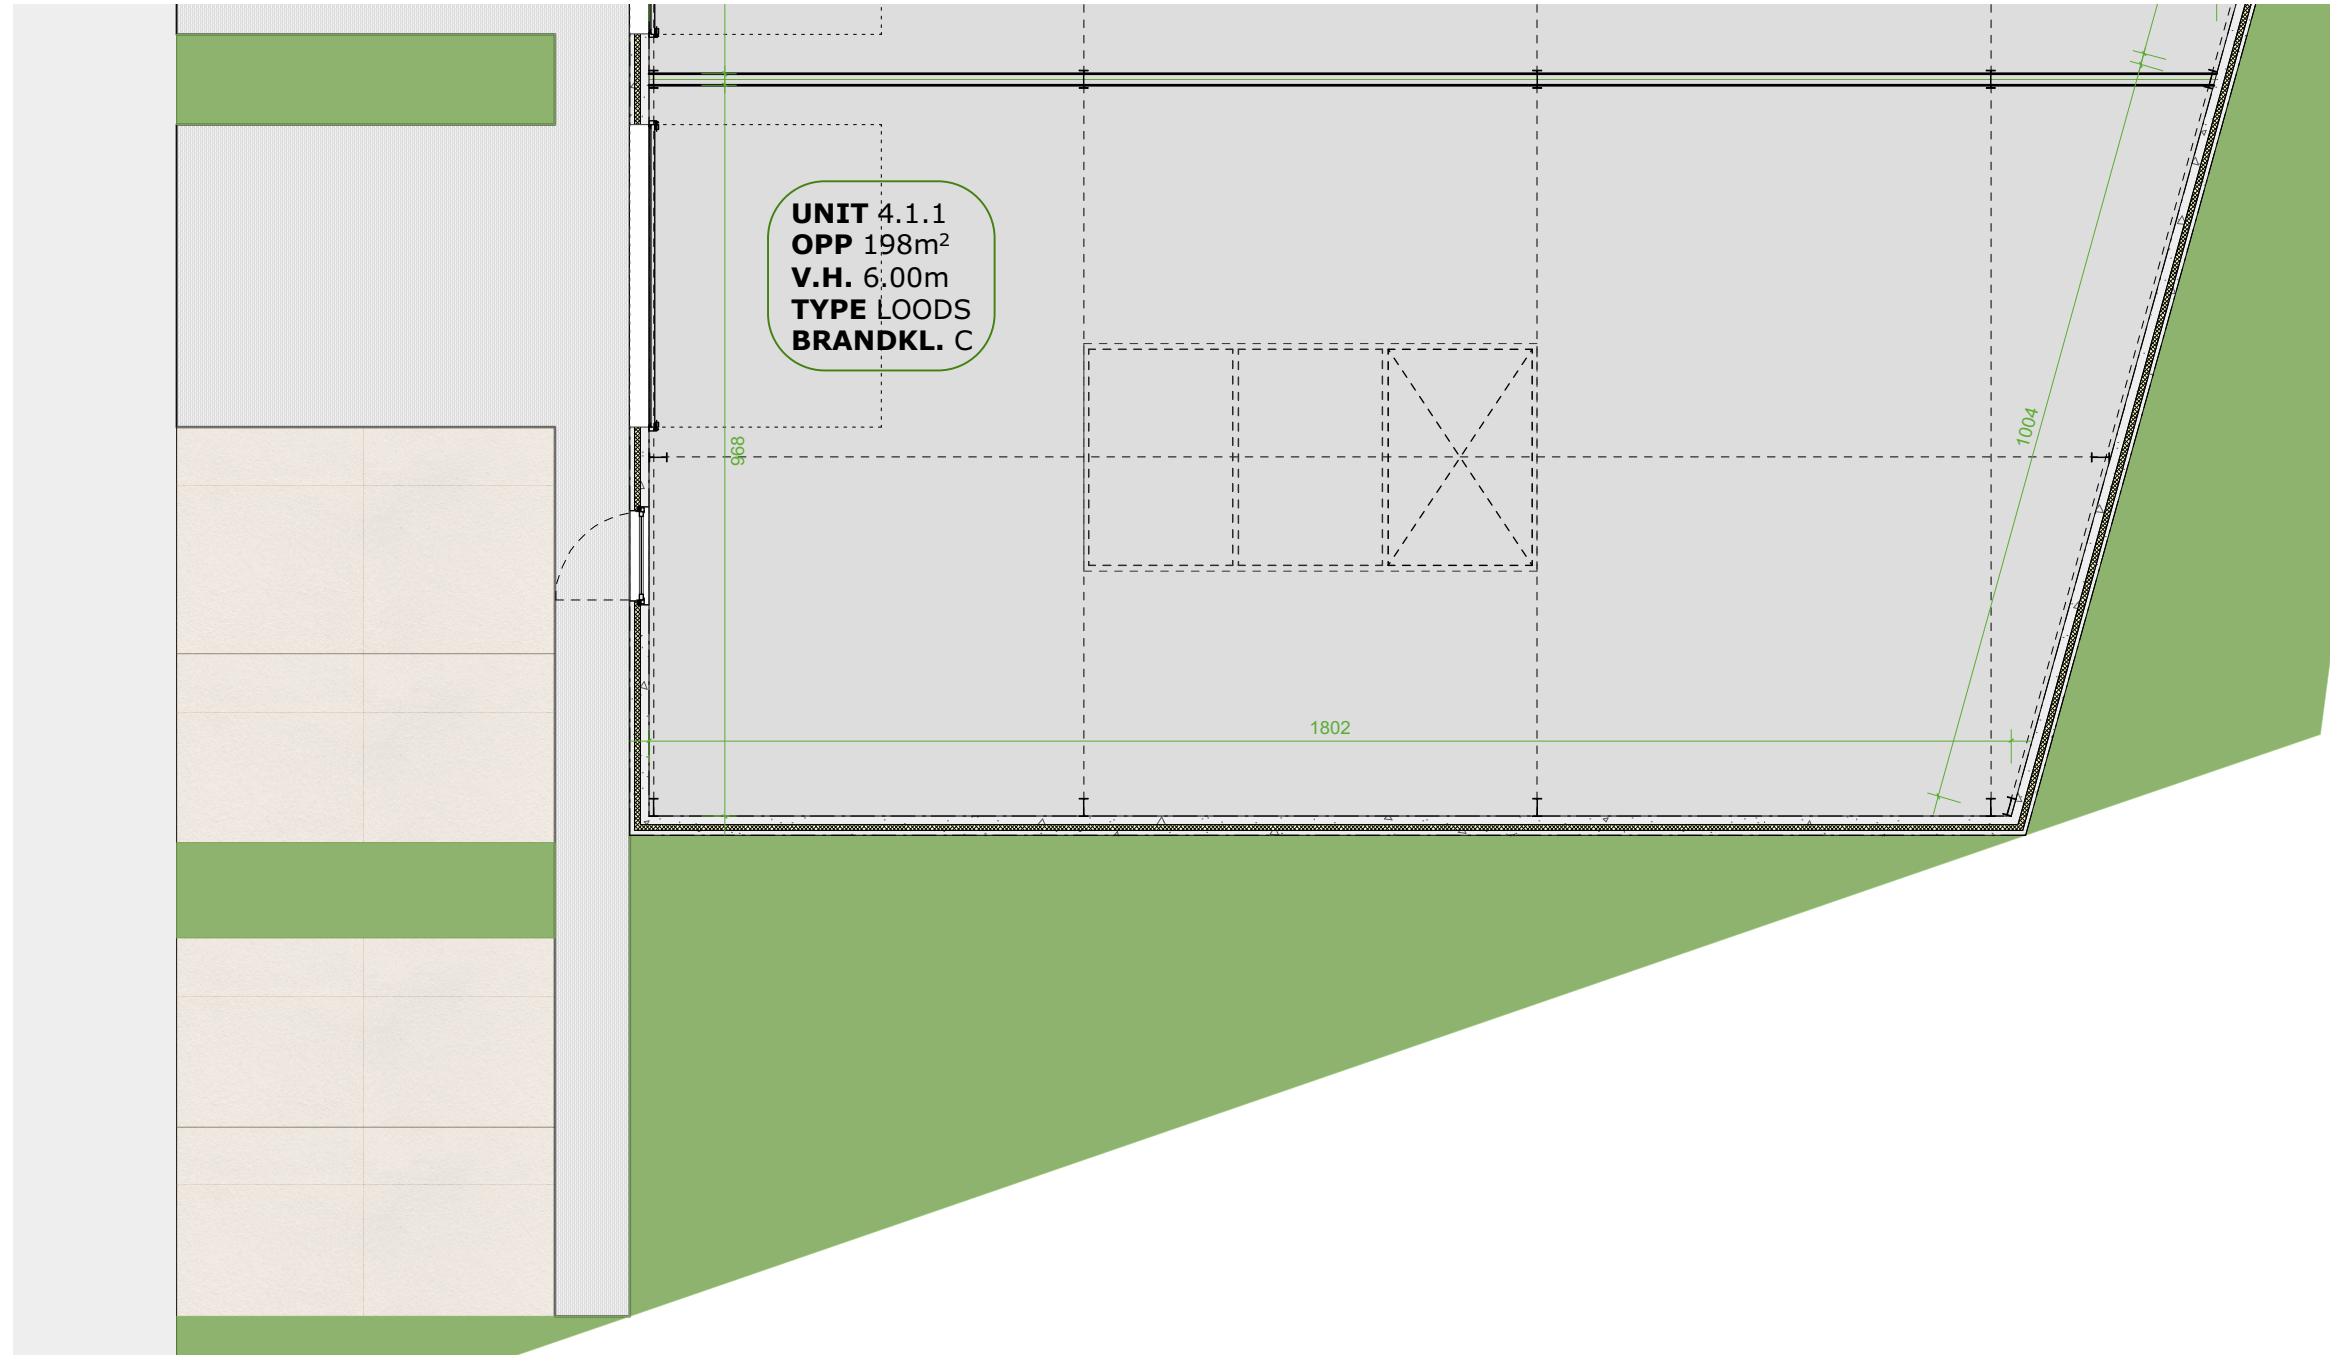 UNIT 4.1.1
OPP 198m²
V.H. 6.00m
TYPE LOODS
BRANDKL. C
968
1004
1802